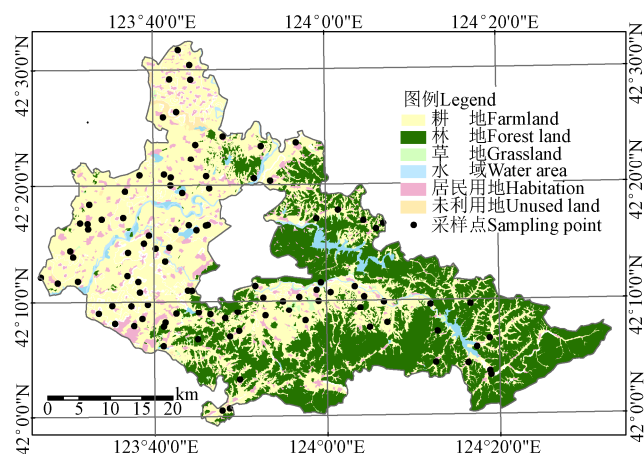 123°40′0″E 124°0′0″E 124°20′0″E
42°30′0″N
42°30′0″N
图例Legend
耕 地Farmland
林 地Forest land
草 地Grassland
水 域Water area
居民用地Habitation
未利用地Unused land
采样点Sampling point
42°20′0″N
42°20′0″N
42°10′0″N
42°10′0″N
km
0 5 10 15 20
42°0′0″N
42°0′0″N
123°40′0″E 124°0′0″E 124°20′0″E